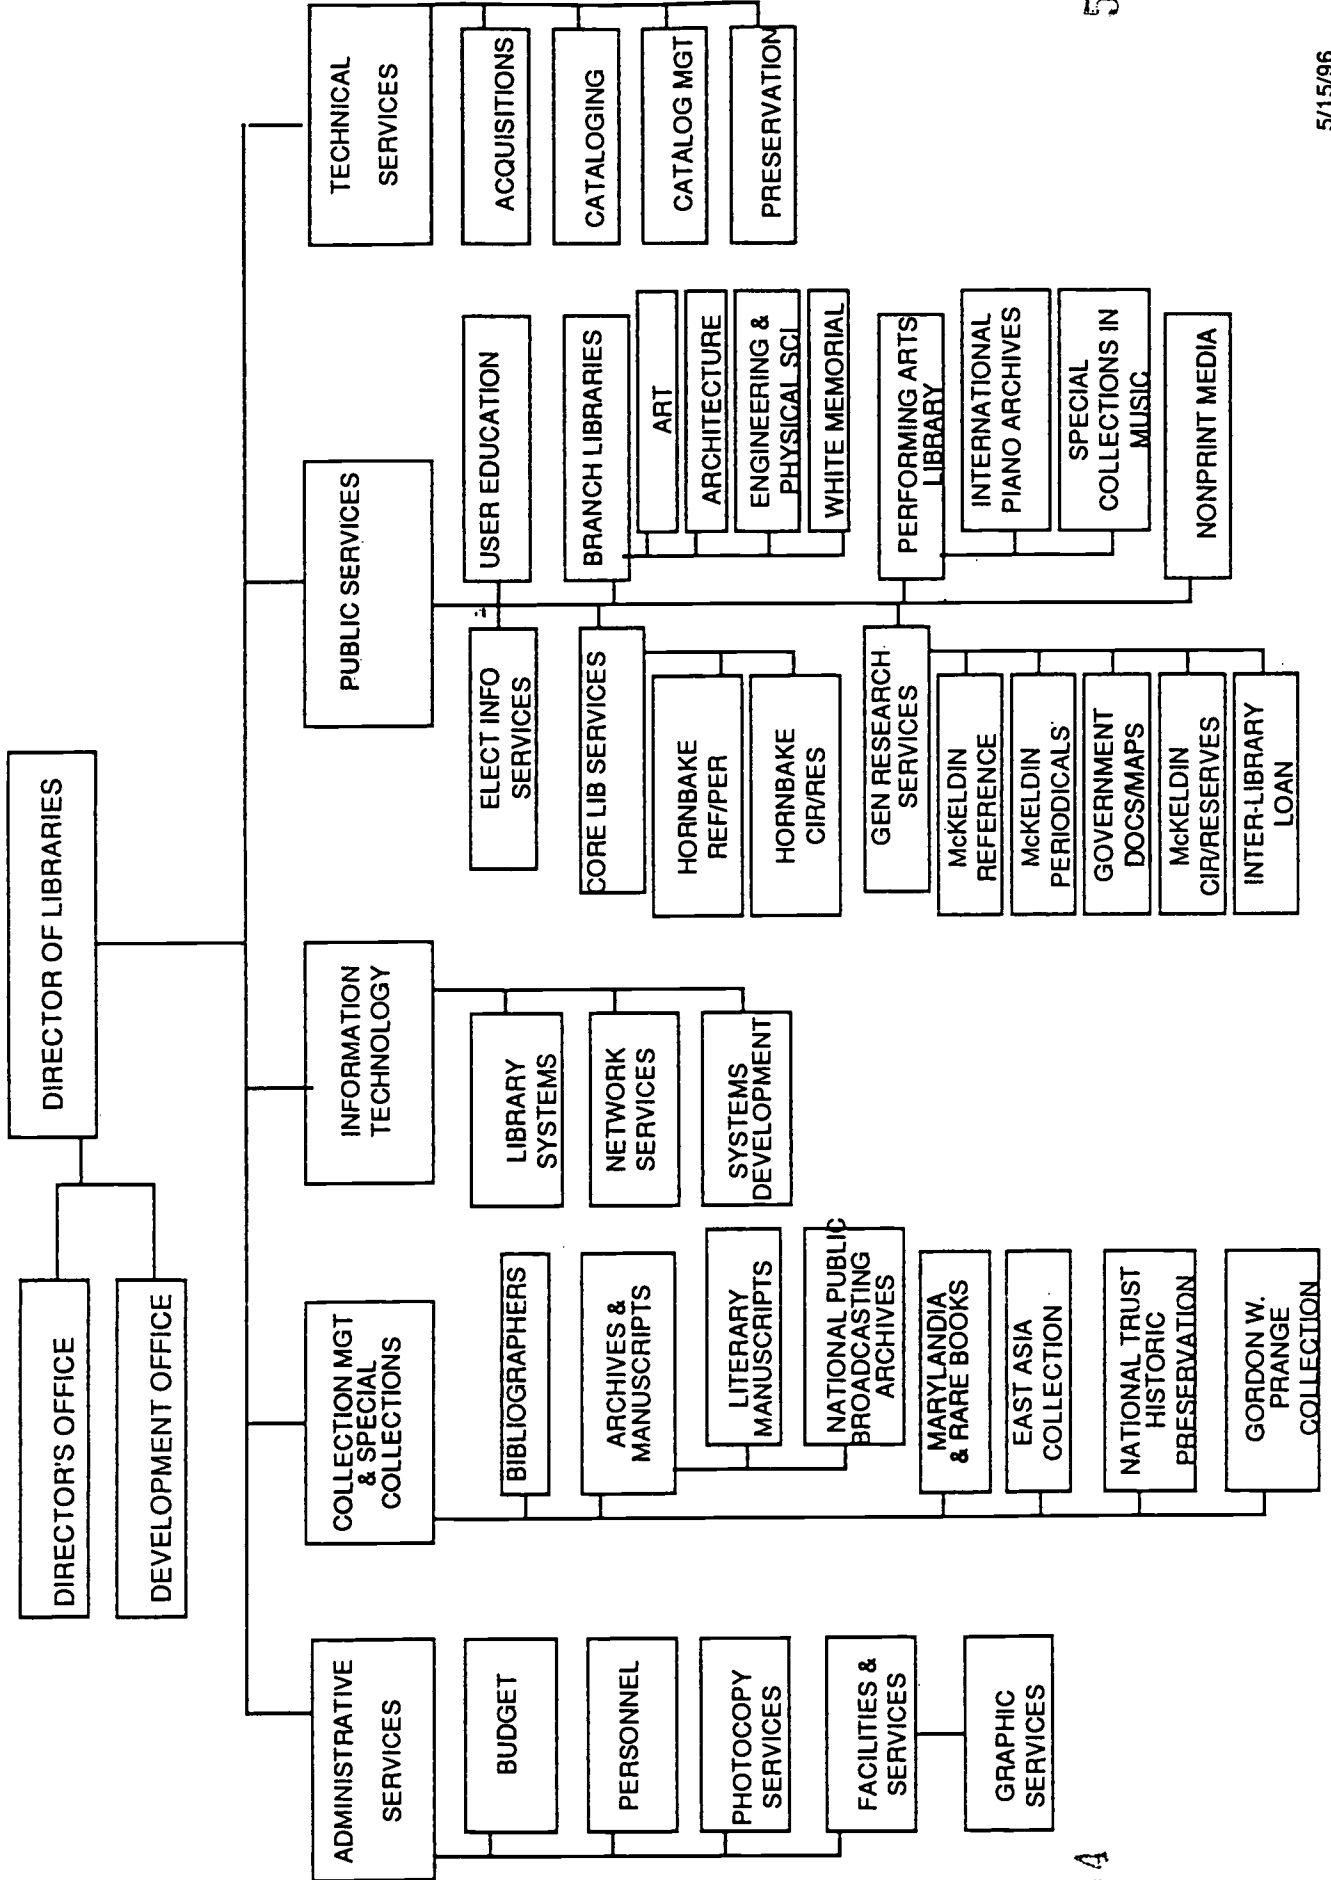 DIRECTOR OF LIBRARIES
DIRECTOR'S OFFICE
DEVELOPMENT OFFICE
ADMINISTRATIVE
SERVICES
BUDGET
PERSONNEL
PHOTOCOPY
SERVICES
FACILITIES &
SERVICES
GRAPHIC
SERVICES
COLLECTION MGT
& SPECIAL
COLLECTIONS
BIBLIOGRAPHERS
ARCHIVES &
MANUSCRIPTS
LITERARY
MANUSCRIPTS
NATIONAL PUBLIC
BROADCASTING
ARCHIVES
MARYLANDIA
& RARE BOOKS
EAST ASIA
COLLECTION
NATIONAL TRUST
HISTORIC
PRESERVATION
GORDON W.
PRANGE
COLLECTION
INFORMATION
TECHNOLOGY
LIBRARY
SYSTEMS
NETWORK
SERVICES
SYSTEMS
DEVELOPMENT
PUBLIC SERVICES
ELECT INFO
SERVICES
USER EDUCATION
CORE LIB SERVICES
HORNBAKE
REF/PER
HORNBAKE
CIR/RES
BRANCH LIBRARIES
ART
ARCHITECTURE
ENGINEERING &
PHYSICAL SCI
WHITE MEMORIAL
GEN RESEARCH
SERVICES
McKELDIN
REFERENCE
McKELDIN
PERIODICALS
GOVERNMENT
DOCS/MAPS
McKELDIN
CIR/RESERVES
INTER-LIBRARY
LOAN
PERFORMING ARTS
LIBRARY
INTERNATIONAL
PIANO ARCHIVES
SPECIAL
COLLECTIONS IN
MUSIC
NONPRINT MEDIA
TECHNICAL
SERVICES
ACQUISITIONS
CATALOGING
CATALOG MGT
PRESERVATION
4
5
5/15/96